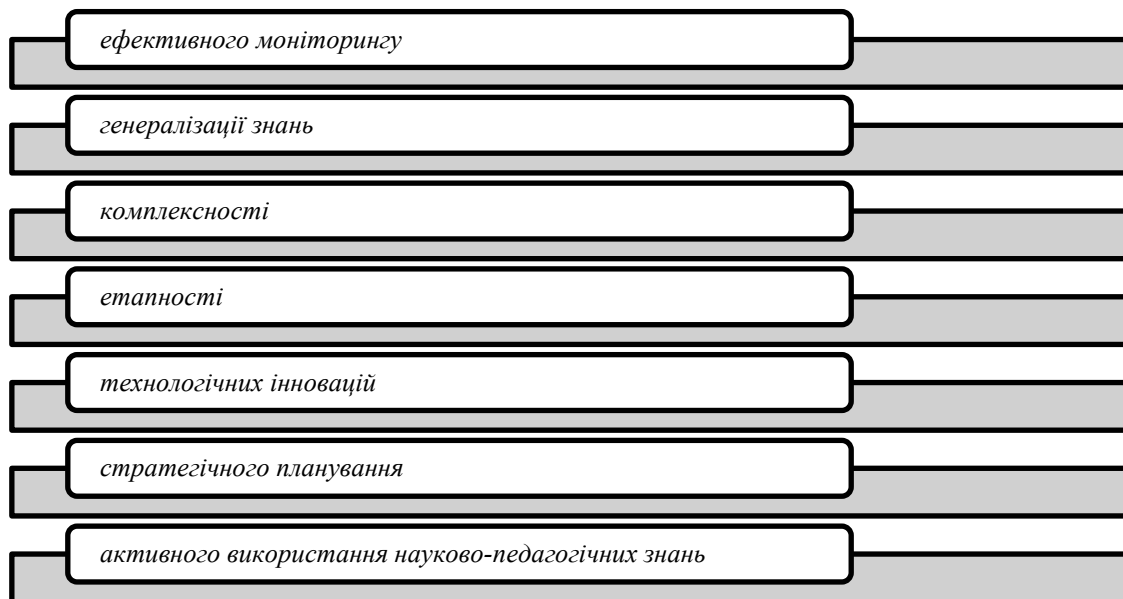 ефективного моніторингу
генералізації знань
комплексності
етапності
технологічних інновацій
стратегічного планування
активного використання науково-педагогічних знань